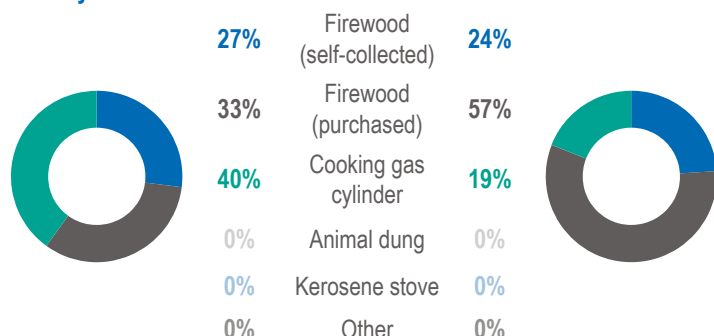 27% Firewood 24%
(self-collected)
33% Firewood 57%
(purchased)
40% Cooking gas 19%
cylinder
0% Animal dung 0%
0% Kerosene stove 0%
0% Other 0%